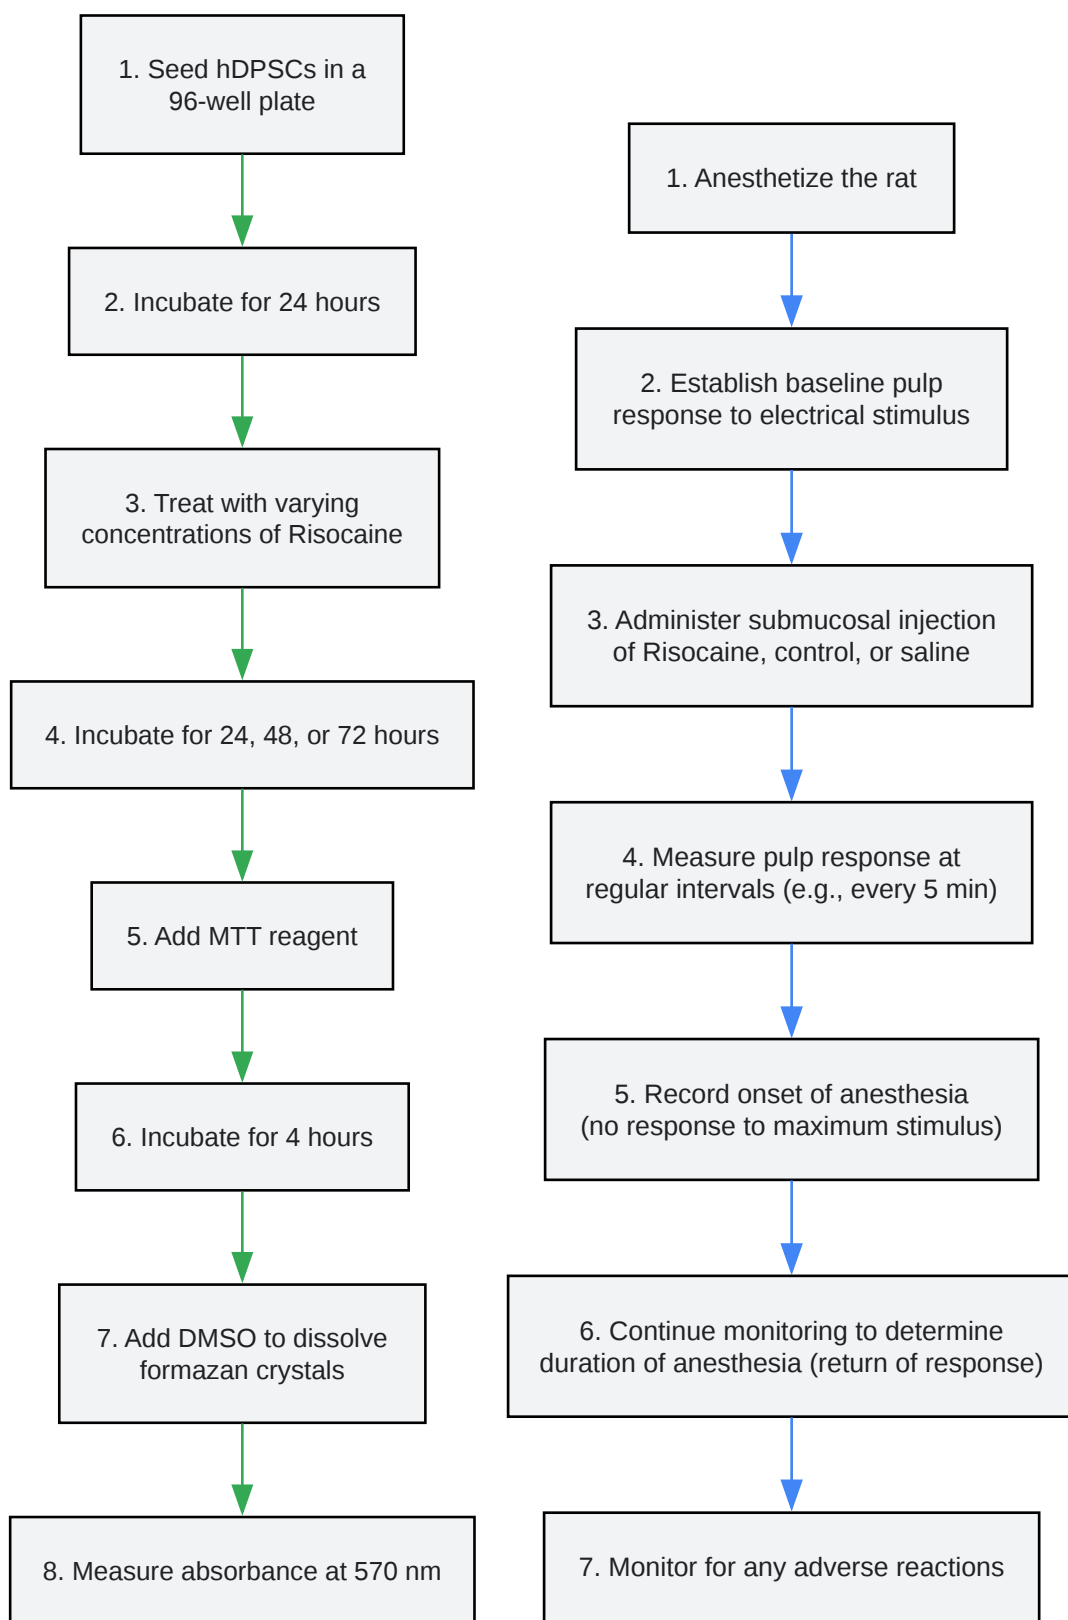 1. Seed hDPSCs in a
96-well plate
2. Incubate for 24 hours
3. Treat with varying
concentrations of Risocaine
4. Incubate for 24, 48, or 72 hours
5. Add MTT reagent
6. Incubate for 4 hours
7. Add DMSO to dissolve
formazan crystals
8. Measure absorbance at 570 nm
1. Anesthetize the rat
2. Establish baseline pulp
response to electrical stimulus
3. Administer submucosal injection
of Risocaine, control, or saline
4. Measure pulp response at
regular intervals (e.g., every 5 min)
5. Record onset of anesthesia
(no response to maximum stimulus)
6. Continue monitoring to determine
duration of anesthesia (return of response)
7. Monitor for any adverse reactions